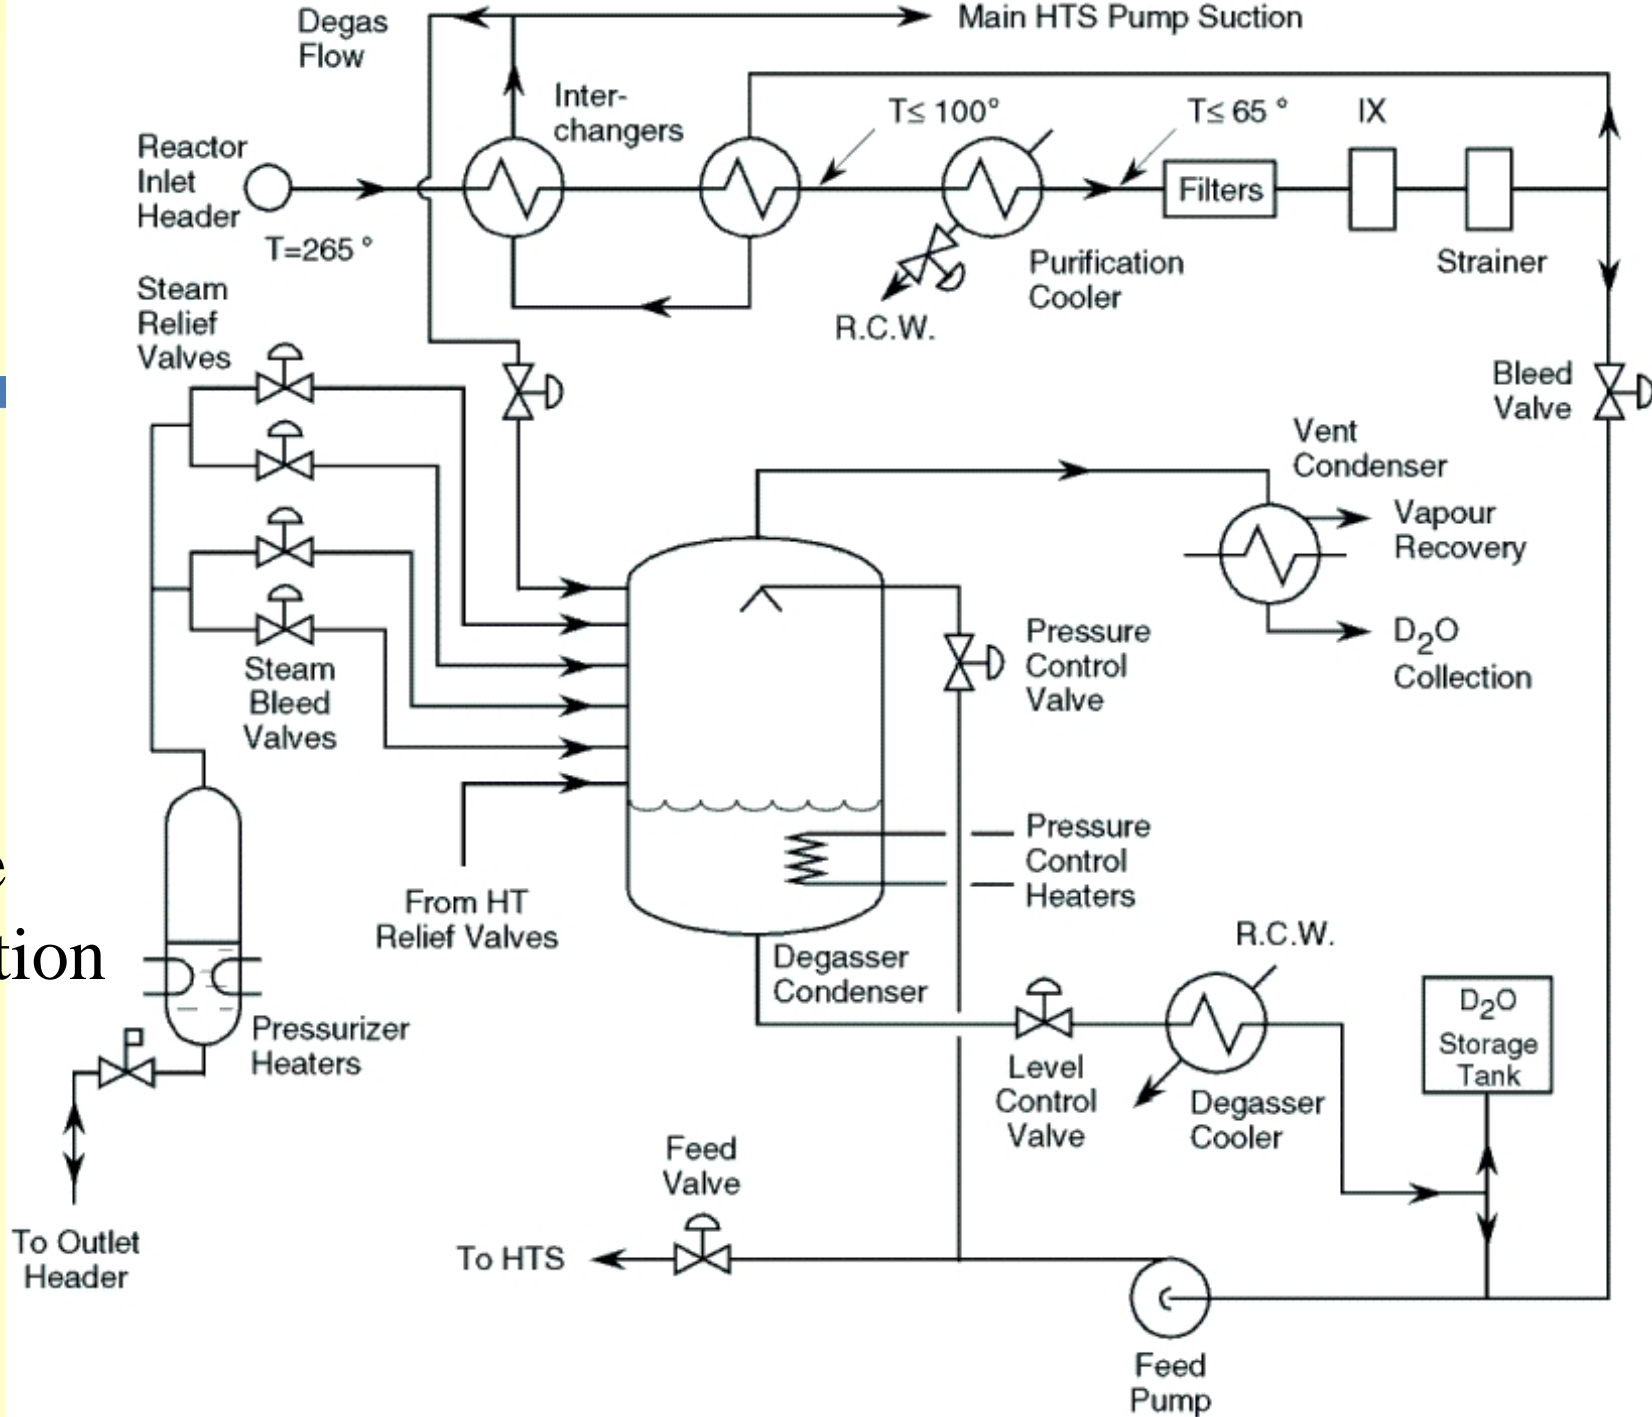 Degas
Flow
Main HTS Pump Suction
Inter-
changers
T≤ 100°
T≤ 65 °
IX
Reactor
Inlet
Header
T=265 °
Filters
Strainer
Purification
Cooler
R.C.W.
Steam
Relief
Valves
Bleed
Valve
Vent
Condenser
Vapour
Recovery
D2O
Collection
Pressure
Control
Valve
Steam
Bleed
Valves
Pressure
Control
Heaters
From HT
Relief Valves
e
tion
Degasser
Condenser
R.C.W.
D2O
Storage
Tank
Pressurizer
Heaters
Level
Control
Valve
Degasser
Cooler
Feed
Valve
To Outlet
Header
To HTS
Feed
Pump